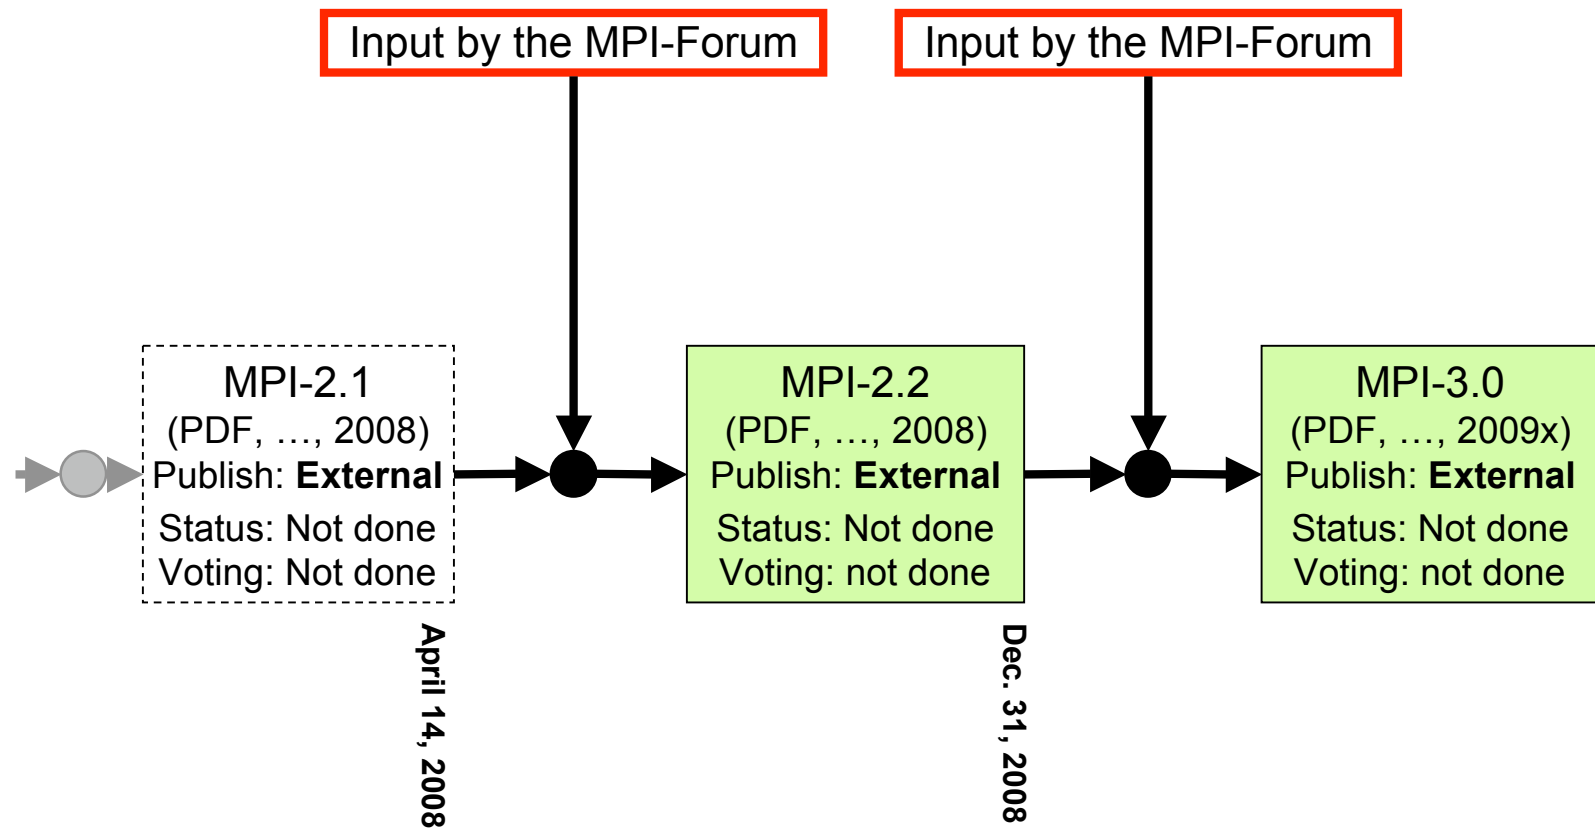 Input by the MPI-Forum
Input by the MPI-Forum
MPI-2.1
(PDF, …, 2008)
Publish: External
Status: Not done
Voting: Not done
MPI-2.2
(PDF, …, 2008)
Publish: External
Status: Not done
Voting: not done
MPI-3.0
(PDF, …, 2009x)
Publish: External
Status: Not done
Voting: not done
April 14, 2008
Dec. 31, 2008